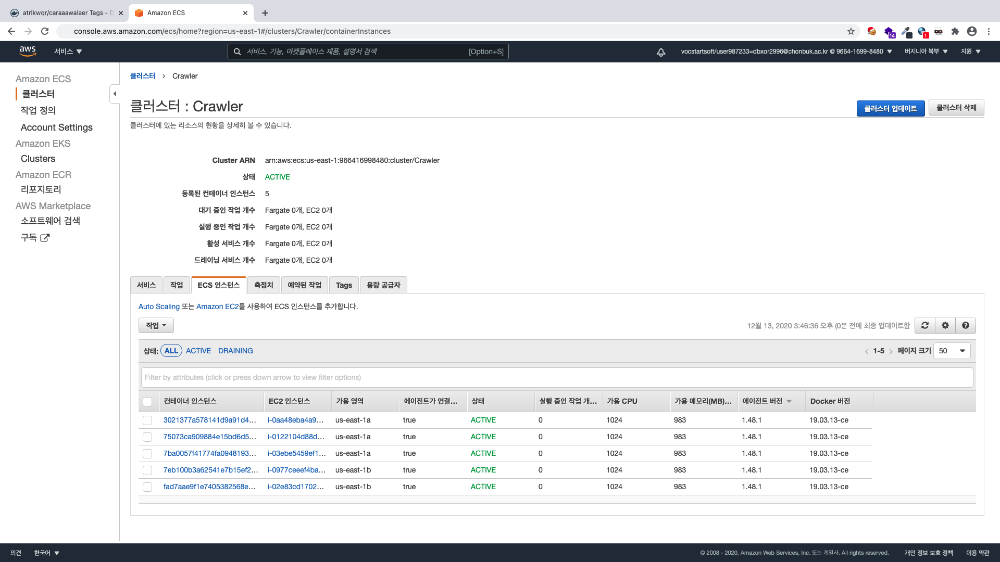 atrlkwqr/caraaawalaer Tags - D
Amazon ECS
console.aws.amazon.com/ecs/home?region=us-east-1#/clusters/Crawler/containerInstances
14
1
aws
서비스
서비스, 기능, 마켓플레이스 제품, 설명서 검색
[Option+S]
vocstartsoft/user987233=dbxor2996@chonbuk.ac.kr @ 9664-1699-8480
버지니아 북부
지원
Amazon ECS
클러스터
작업 정의
Account Settings
Amazon EKS
Clusters
Amazon ECR
리포지토리
AWS Marketplace
소프트웨어 검색
구독
클러스터 > Crawler
클러스터 : Crawler
클러스터 업데이트
클러스터 삭제
클러스터에 있는 리소스의 현황을 상세히 볼 수 있습니다.
Cluster ARN arn:aws:ecs:us-east-1:966416998480:cluster/Crawler
상태 ACTIVE
등록된 컨테이너 인스턴스 5
대기 중인 작업 개수 Fargate 0개, EC2 0개
실행 중인 작업 개수 Fargate 0개, EC2 0개
활성 서비스 개수 Fargate 0개, EC2 0개
드레이닝 서비스 개수 Fargate 0개, EC2 0개
서비스 작업 ECS 인스턴스 측정치 예약된 작업 Tags 용량 공급자
Auto Scaling 또는 Amazon EC2를 사용하여 ECS 인스턴스를 추가합니다.
작업
12월 13, 2020 3:46:36 오후 (0분 전에 최종 업데이트함
상태: ALL ACTIVE DRAINING
< 1-5 > 페이지 크기 50
Filter by attributes (click or press down arrow to view filter options)
컨테이너 인스턴스 EC2 인스턴스 가용 영역 에이전트가 연결... 상태 실행 중인 작업 개... 가용 CPU 가용 메모리(MB)... 에이전트 버전 Docker 버전
3021377a578141d9a91d4... i-0aa48eba4a9... us-east-1a true ACTIVE 0 1024 983 1.48.1 19.03.13-ce
75073ca909884e15bd6d5... i-0122104d88d... us-east-1a true ACTIVE 0 1024 983 1.48.1 19.03.13-ce
7ba0057f41774fa0948193... i-03ebe5459ef1... us-east-1a true ACTIVE 0 1024 983 1.48.1 19.03.13-ce
7eb100b3a62541e7b15ef2... i-0977ceeef4ba... us-east-1b true ACTIVE 0 1024 983 1.48.1 19.03.13-ce
fad7aae9f1e7405382568e... i-02e83cd1702... us-east-1b true ACTIVE 0 1024 983 1.48.1 19.03.13-ce
의견
한국어
© 2008 - 2020, Amazon Web Services, Inc. 또는 계열사. All rights reserved.
개인 정보 보호 정책
이용 약관